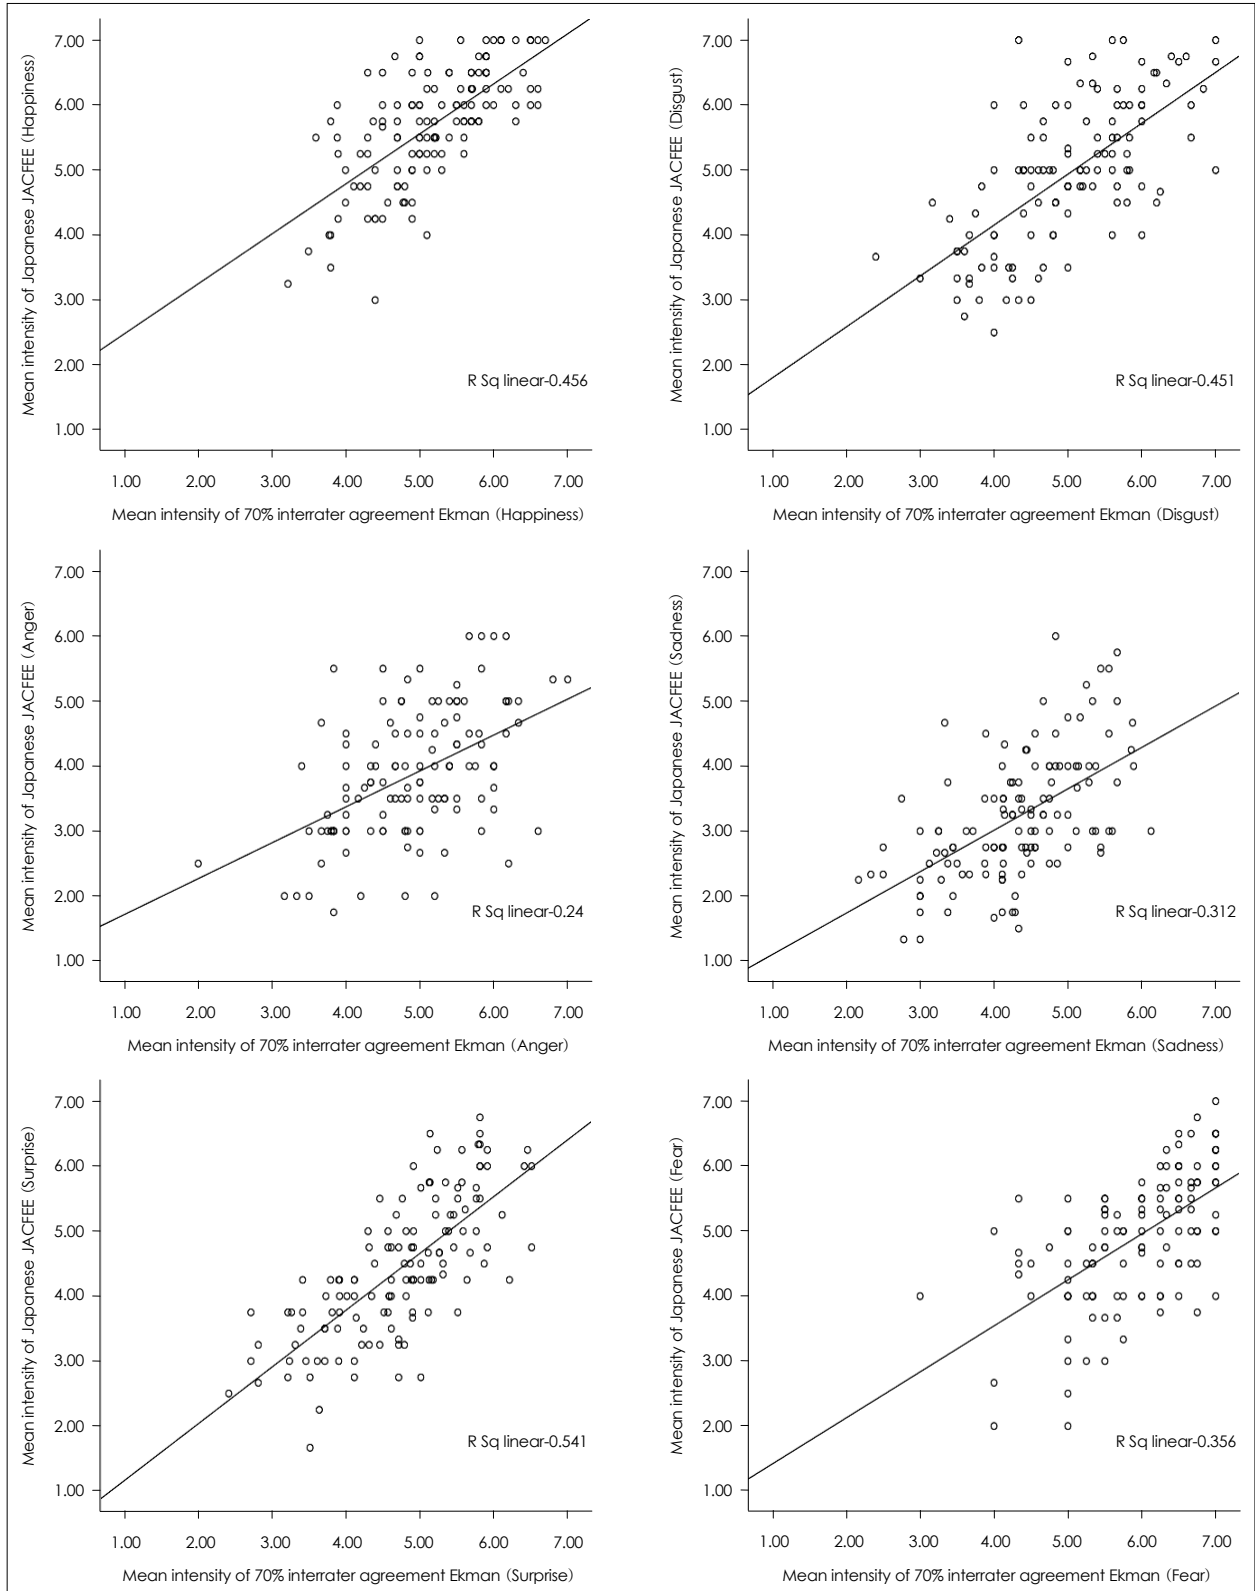 Mean intensity of Japanese JACFEE (Happiness)
7.00
6.00
5.00
4.00
3.00
2.00
1.00
R Sq linear-0.456
1.00 2.00 3.00 4.00 5.00 6.00 7.00
Mean intensity of 70% interrater agreement Ekman (Happiness)
Mean intensity of Japanese JACFEE (Disgust)
7.00
6.00
5.00
4.00
3.00
2.00
1.00
R Sq linear-0.451
1.00 2.00 3.00 4.00 5.00 6.00 7.00
Mean intensity of 70% interrater agreement Ekman (Disgust)
Mean intensity of Japanese JACFEE (Anger)
7.00
6.00
5.00
4.00
3.00
2.00
1.00
R Sq linear-0.24
1.00 2.00 3.00 4.00 5.00 6.00 7.00
Mean intensity of 70% interrater agreement Ekman (Anger)
Mean intensity of Japanese JACFEE (Sadness)
7.00
6.00
5.00
4.00
3.00
2.00
1.00
R Sq linear-0.312
1.00 2.00 3.00 4.00 5.00 6.00 7.00
Mean intensity of 70% interrater agreement Ekman (Sadness)
Mean intensity of Japanese JACFEE (Surprise)
7.00
6.00
5.00
4.00
3.00
2.00
1.00
R Sq linear-0.541
1.00 2.00 3.00 4.00 5.00 6.00 7.00
Mean intensity of 70% interrater agreement Ekman (Surprise)
Mean intensity of Japanese JACFEE (Fear)
7.00
6.00
5.00
4.00
3.00
2.00
1.00
R Sq linear-0.356
1.00 2.00 3.00 4.00 5.00 6.00 7.00
Mean intensity of 70% interrater agreement Ekman (Fear)